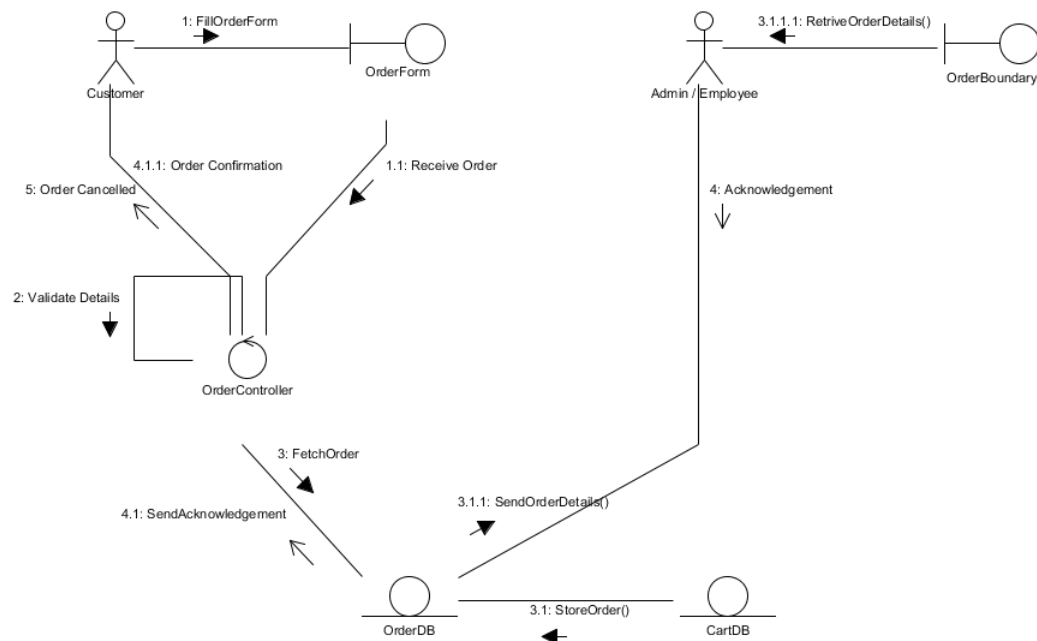 1: FillOrderForm
3.1.1.1: RetriveOrderDetails()
OrderForm
OrderBoundary
Customer
Admin / Employee
4.1.1: Order Confirmation
1.1: Receive Order
5: Order Cancelled
4: Acknowledgement
2: Validate Details
OrderController
3: FetchOrder
3.1.1: SendOrderDetails()
4.1: SendAcknowledgement
3.1: StoreOrder()
OrderDB
CartDB